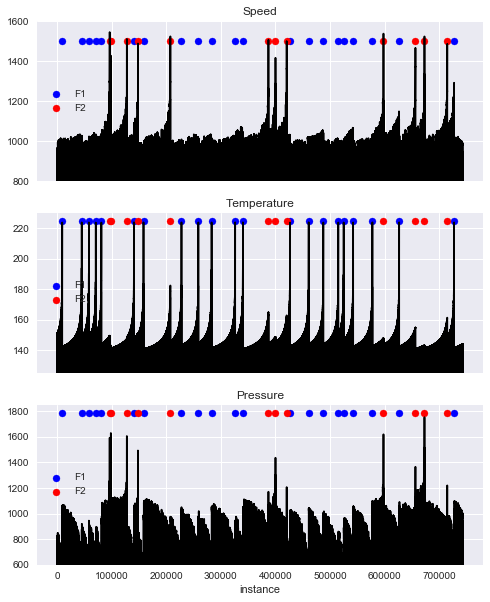 Speed
1600
1400
1200
1000
800
F1
F2
Temperature
220
200
180
160
140
F1
F2
Pressure
1800
1600
1400
1200
1000
800
600
F1
F2
0 100000 200000 300000 400000 500000 600000 700000
instance